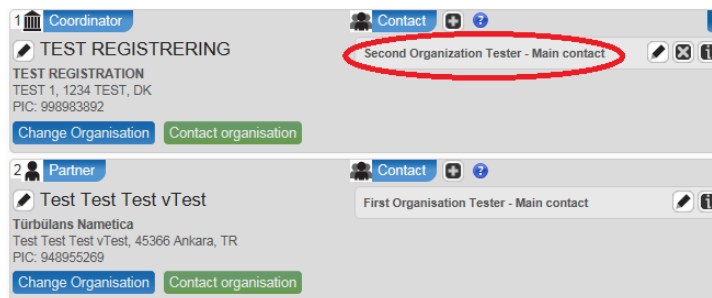 1 Coordinator
Contact
TEST REGISTRERING
Second Organization Tester - Main contact
TEST REGISTRATION
TEST 1, 1234 TEST, DK
PIC: 998983892
Change Organisation Contact organisation
2 Partner
Contact
Test Test Test vTest
First Organisation Tester - Main contact
Türbülans Nametica
Test Test Test vTest, 45366 Ankara, TR
PIC: 948955269
Change Organisation Contact organisation